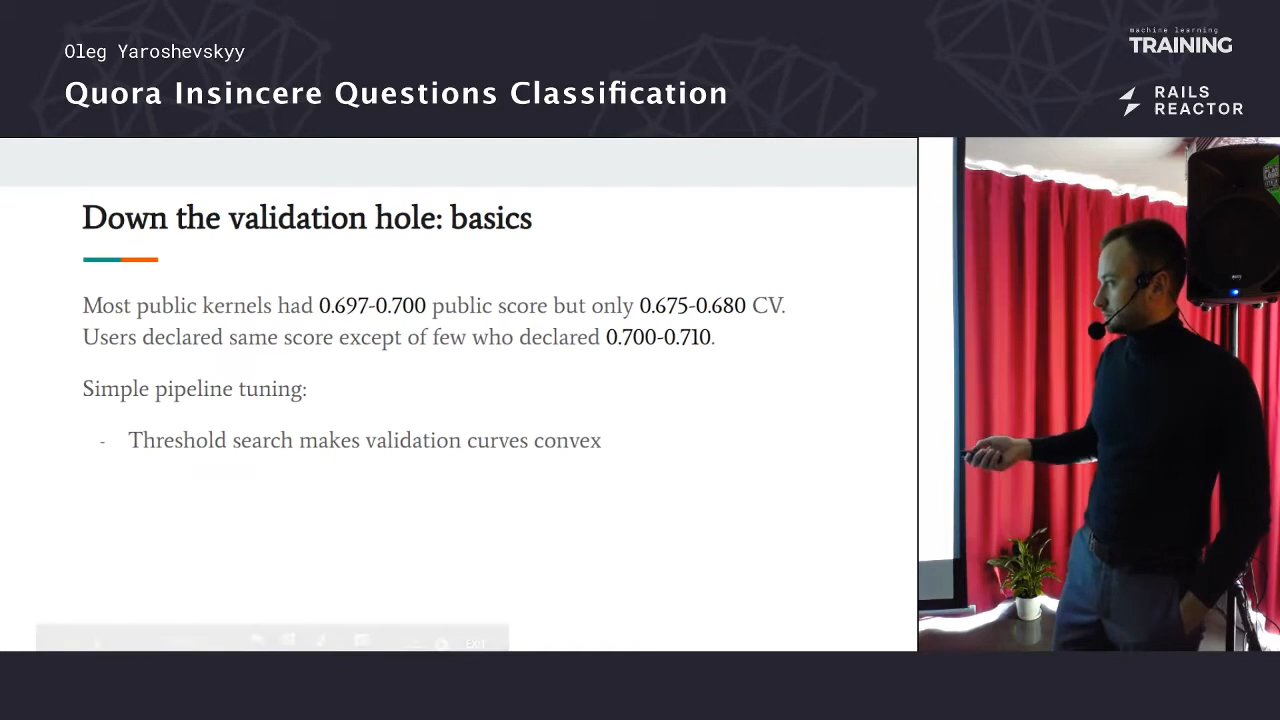 Oleg Yaroshevskyy
Quora Insincere Questions Classification
machine learning
TRAINING
RAILS
REACTOR
Down the validation hole: basics
Most public kernels had 0.697-0.700 public score but only 0.675-0.680 CV.
Users declared same score except of few who declared 0.700-0.710.
Simple pipeline tuning:
- Threshold search makes validation curves convex
EXIT